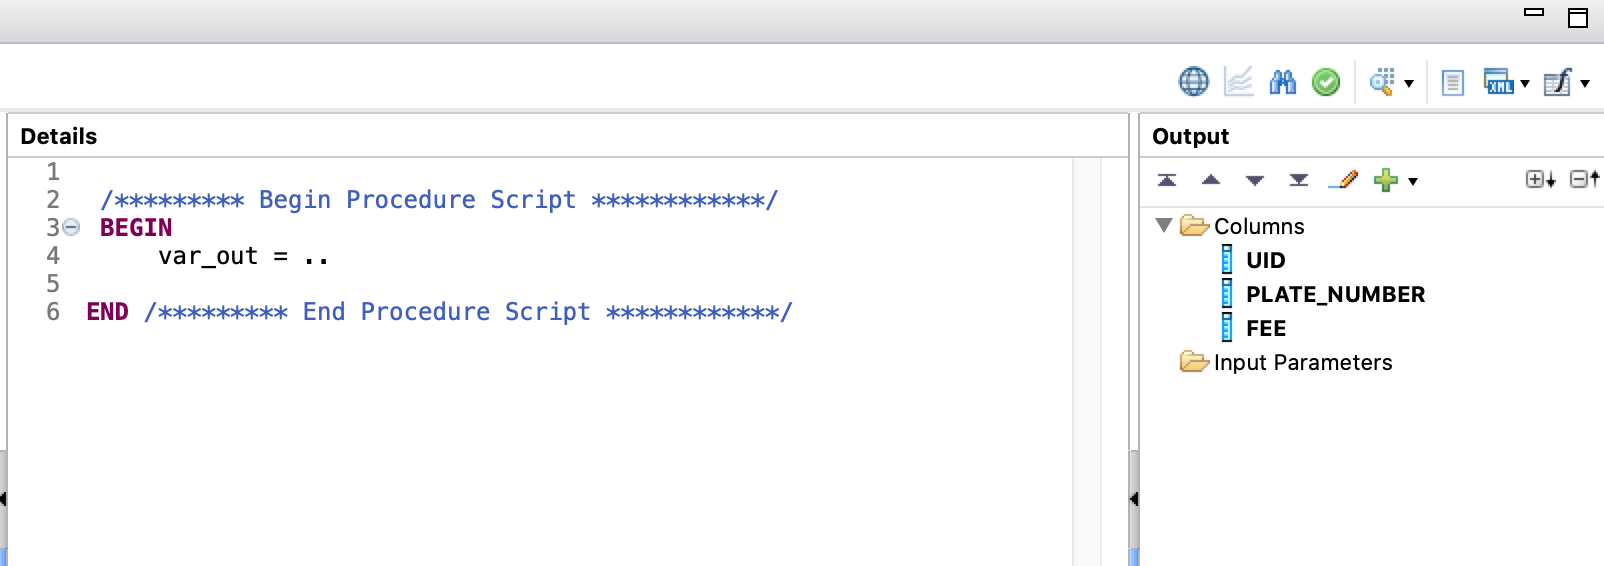 XML
Details
Output
1
2 /********* Begin Procedure Script ************/
3 BEGIN
4 var_out = ..
5
6 END /********* End Procedure Script ************/
Columns
UID
PLATE_NUMBER
FEE
Input Parameters